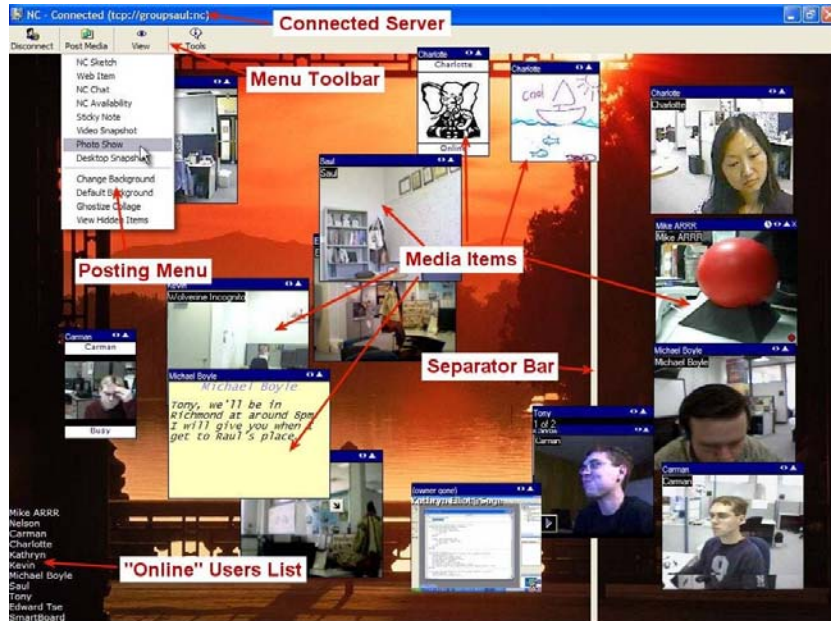 NC - Connected (tcp://groupsaul:nc)
Connected Server
Disconnect
Post Media
View
Tools
Menu Toolbar
NC Sketch
Web Item
NC Chat
NC Availability
Sticky Note
Video Snapshot
Photo Show
Desktop Snapshot
Change Background
Default Background
Ghostize Collage
View Hidden Items
Posting Menu
Charlotte
Charlotte
Online
Charlotte
cool
Charlotte
Charlotte
Saul
Saul
Media Items
Mike ARRR
Mike ARRR
Kevin
Wolverine Incognito
Separator Bar
Carman
Carman
Busy
Michael Boyle
Michael Boyle
Tony, we'll be in
Richmond at around 8pm
I will give you when I
get to Raul's place
Michael Boyle
Michael Boyle
Tony
1 of 2
Carman
Carman
Carman
(owner gone)
Mike ARRR
Nelson
Carman
Charlotte
Kathryn
Kevin
Michael Boyle
Saul
Tony
Edward Tse
SmartBoard
"Online" Users List